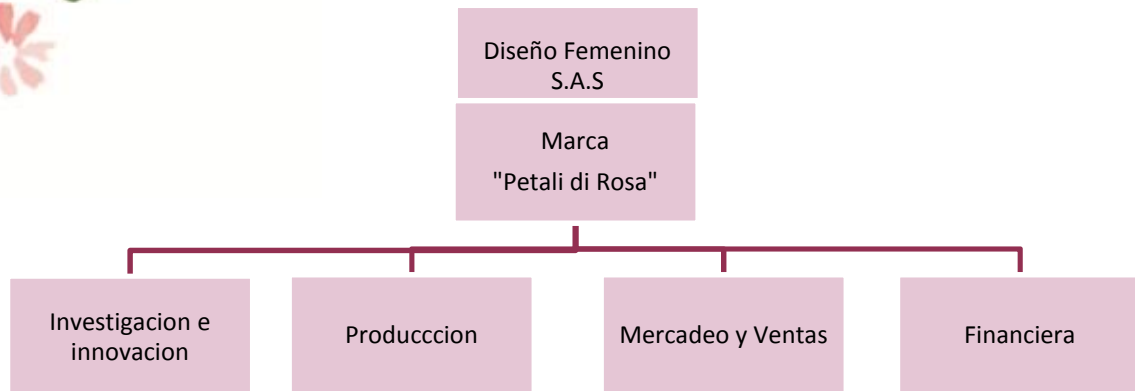 Diseño Femenino
S.A.S
Marca
"Petali di Rosa"
Investigacion e
innovacion
Producccion
Mercadeo y Ventas
Financiera